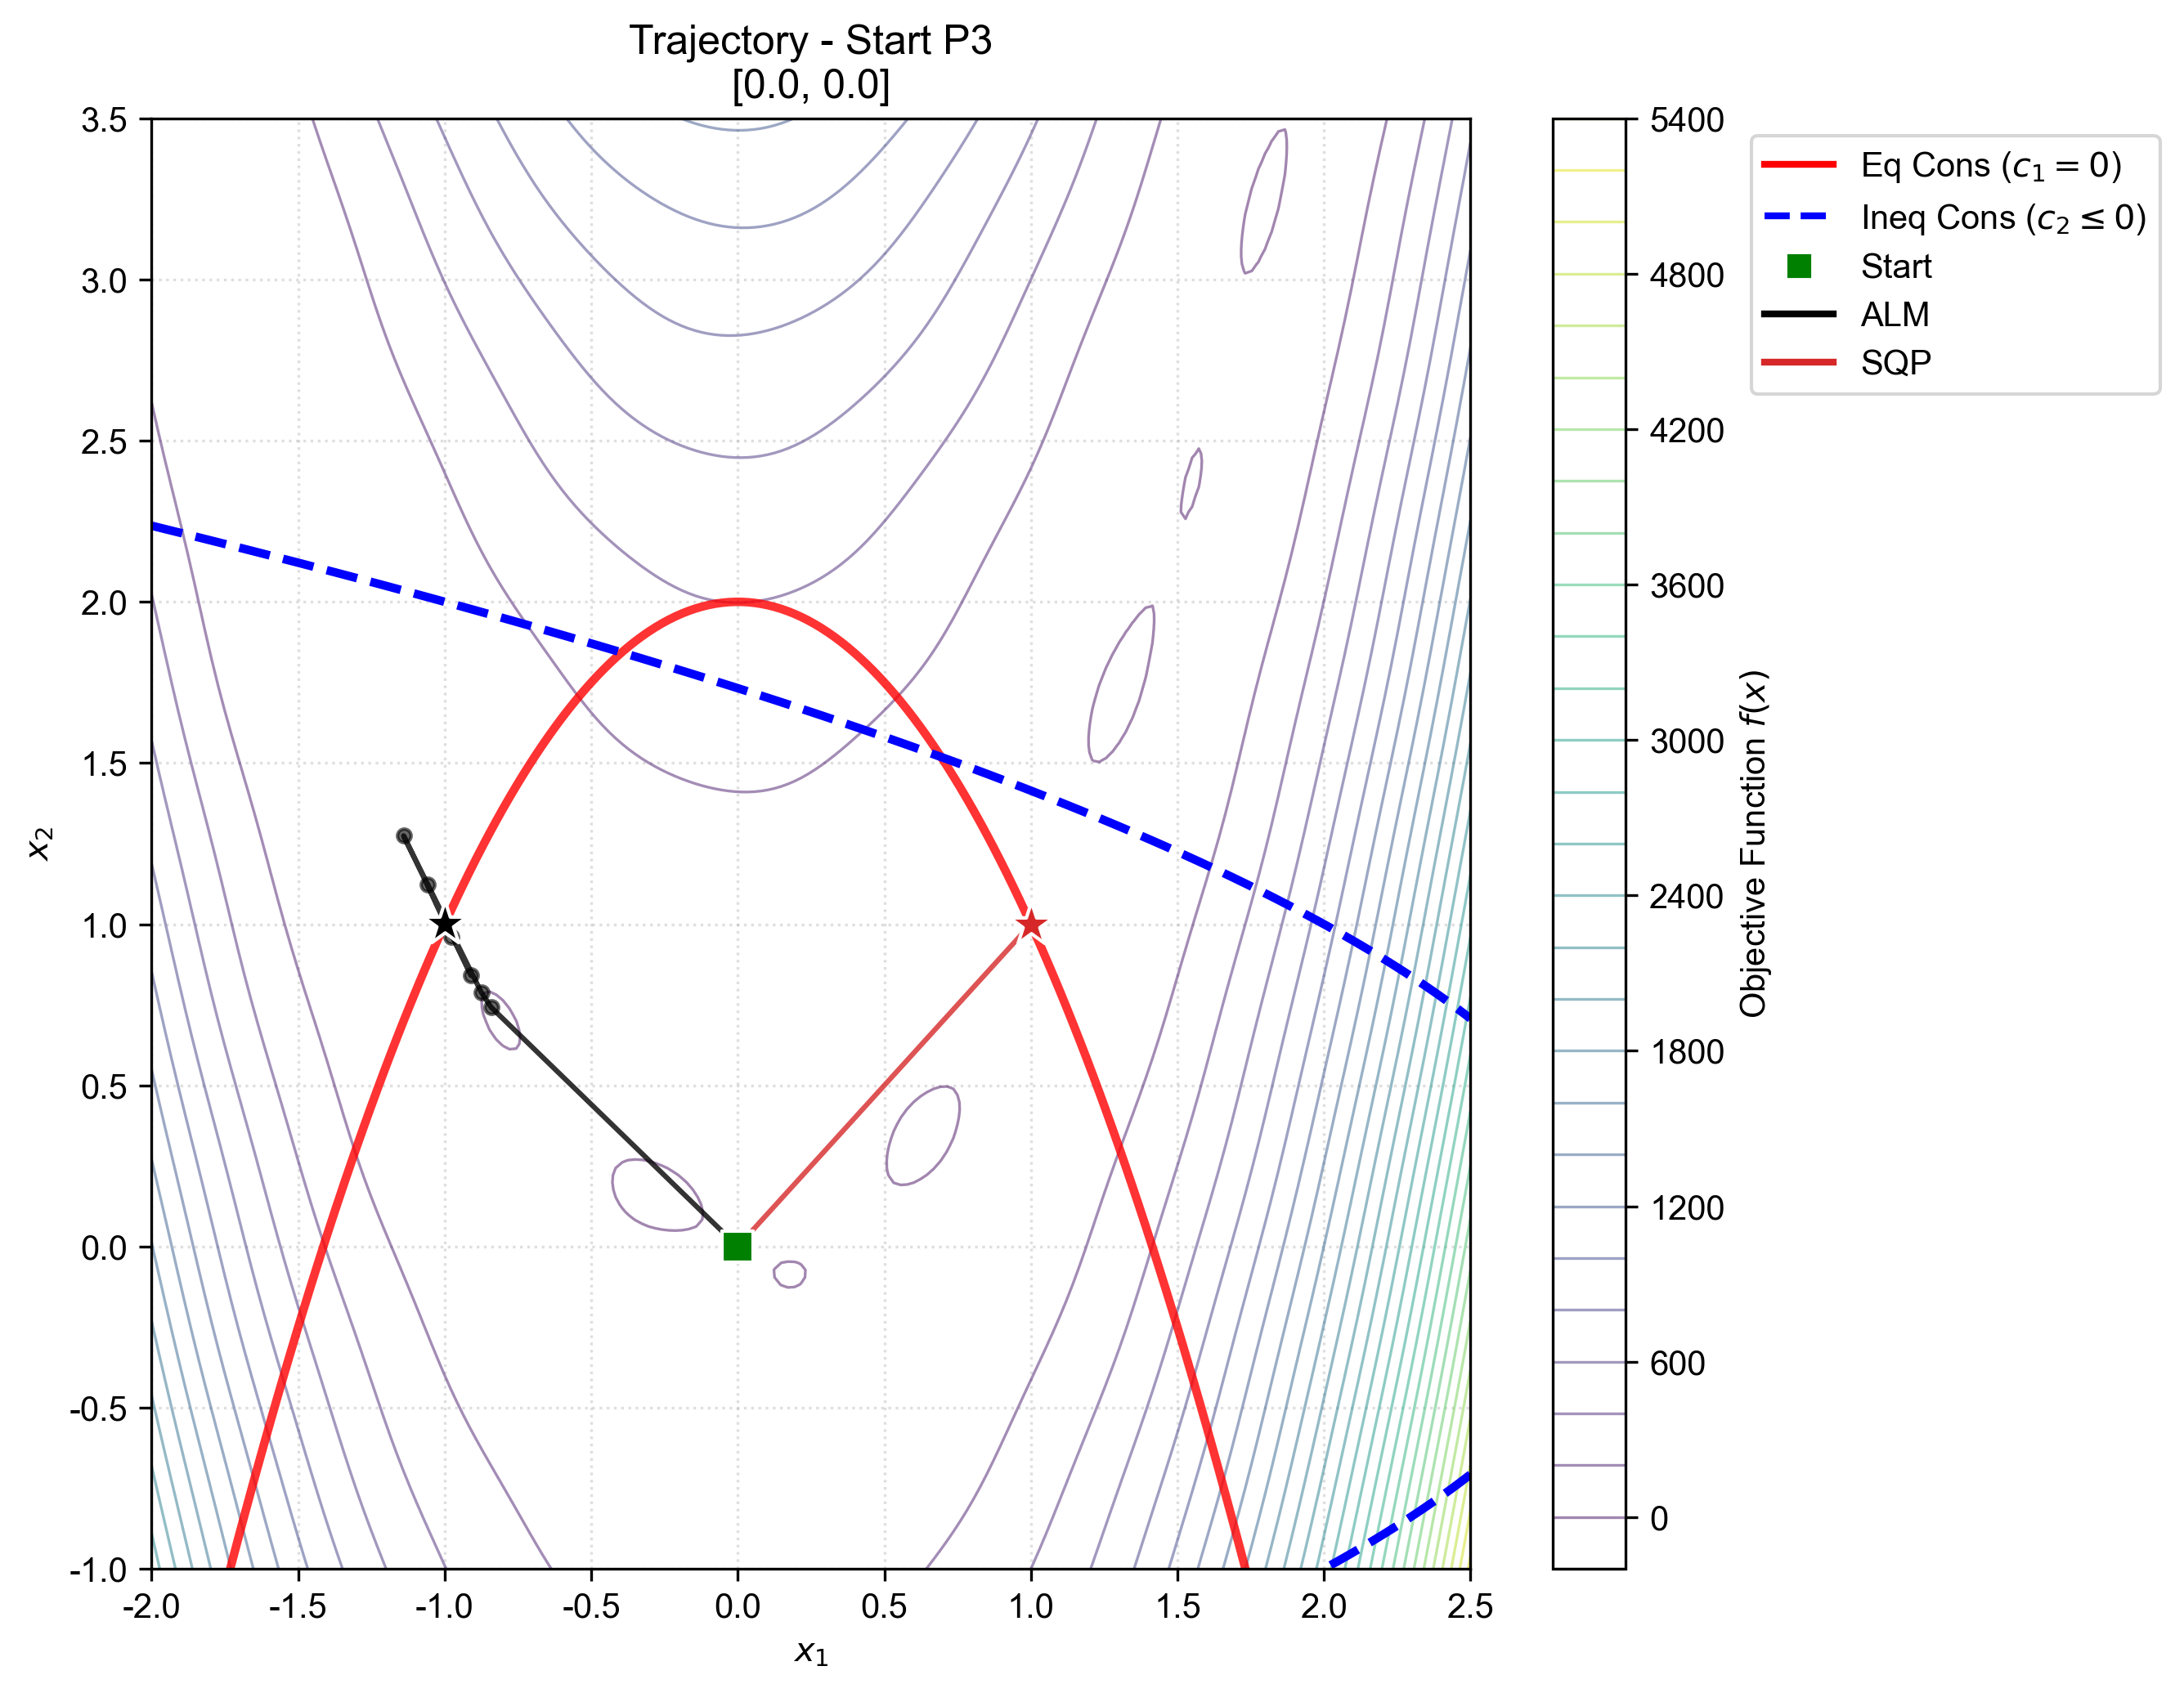 Trajectory - Start P3
[0.0, 0.0]
3.5
3.0
2.5
2.0
1.5
1.0
0.5
0.0
-0.5
-1.0
x₂
-2.0 -1.5 -1.0 -0.5 0.0 0.5 1.0 1.5 2.0 2.5
x₁
5400
4800
4200
3600
3000
2400
1800
1200
600
0
Objective Function f(x)
Eq Cons (c₁ = 0)
Ineq Cons (c₂ ≤ 0)
Start
ALM
SQP